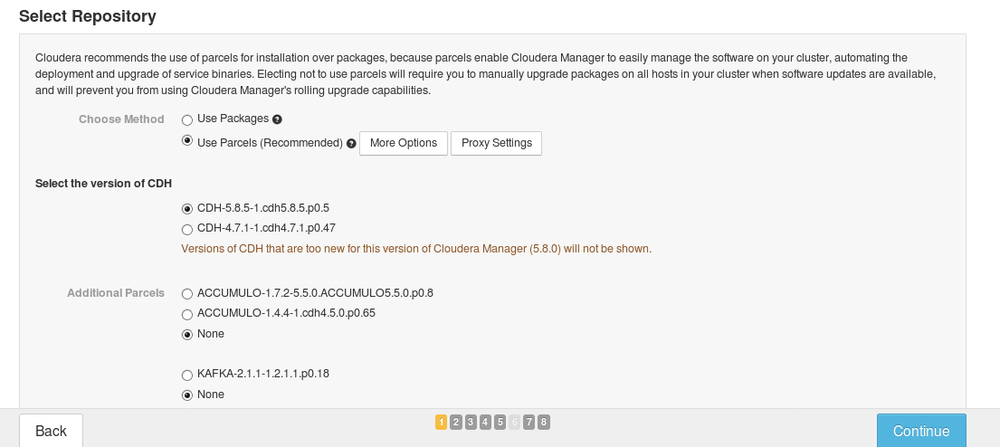 Select Repository
Cloudera recommends the use of parcels for installation over packages, because parcels enable Cloudera Manager to easily manage the software on your cluster, automating the
deployment and upgrade of service binaries. Electing not to use parcels will require you to manually upgrade packages on all hosts in your cluster when software updates are available,
and will prevent you from using Cloudera Manager's rolling upgrade capabilities.
Choose Method
Use Packages ?
Use Parcels (Recommended) ? More Options Proxy Settings
Select the version of CDH
CDH-5.8.5-1.cdh5.8.5.p0.5
CDH-4.7.1-1.cdh4.7.1.p0.47
Versions of CDH that are too new for this version of Cloudera Manager (5.8.0) will not be shown.
Additional Parcels
ACCUMULO-1.7.2-5.5.0.ACCUMULO5.5.0.p0.8
ACCUMULO-1.4.4-1.cdh4.5.0.p0.65
None
KAFKA-2.1.1-1.2.1.1.p0.18
None
Back
1 2 3 4 5 6 7 8
Continue